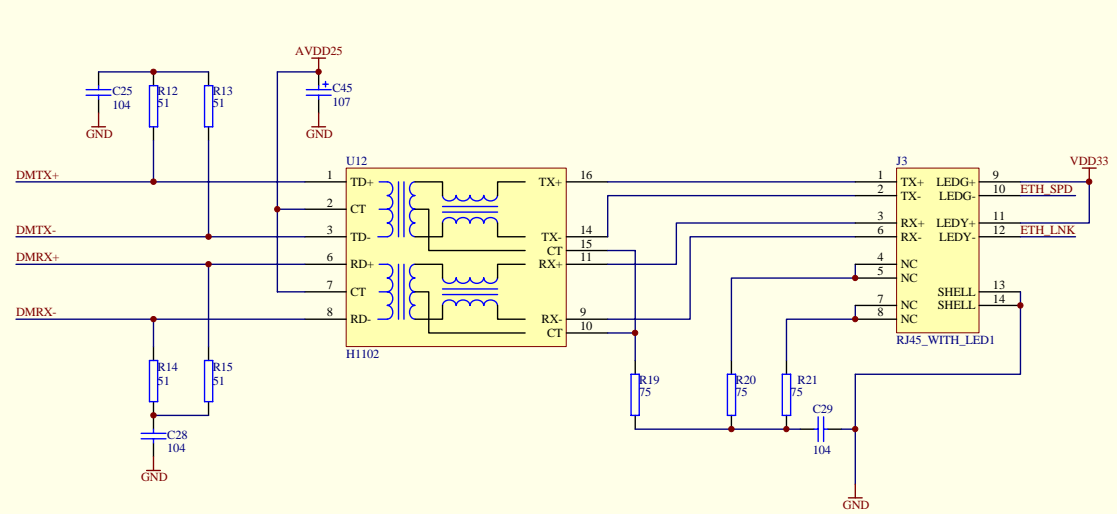 AVDD25
C25
104
GND
R12
51
R13
51
C45
107
GND
+
U12
J3
VDD33
DMTX+
1 TD+ TX+ 16
1 TX+ LEDG+ 9
2 TX- LEDG- 10 ETH_SPD
2 CT
3 RX+ LEDY+ 11
DMTX-
3 TD- TX- 14
6 RX- LEDY- 12 ETH_LNK
CT 15
DMRX+
6 RD+ RX+ 11
4 NC
5 NC
7 CT
SHELL 13
7 NC SHELL 14
DMRX-
8 RD- RX- 9
8 NC
CT 10
H1102
RJ45_WITH_LED1
R14
51
R15
51
R19
75
R20
75
R21
75
C29
104
C28
104
GND
GND